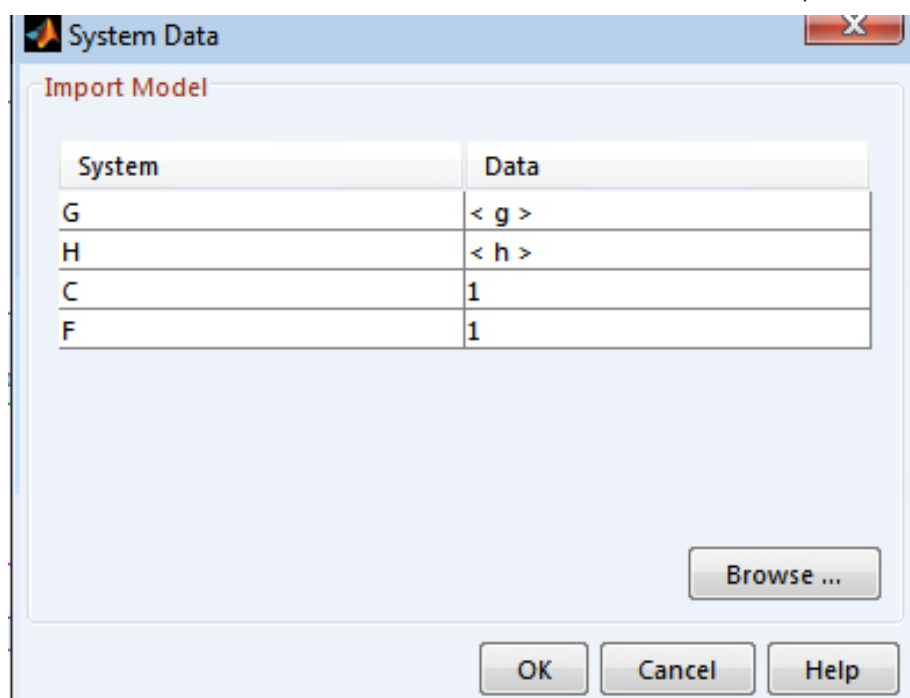 System Data
Import Model
System Data
G < g >
H < h >
C 1
F 1
Browse ...
OK Cancel Help